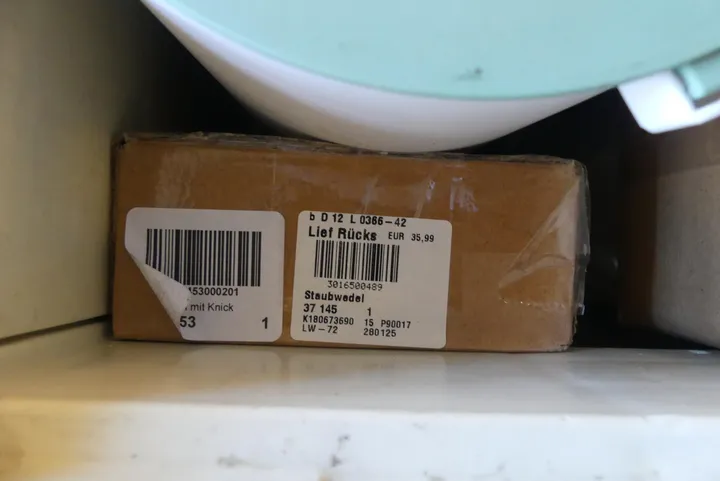 453000201
mit Knick
53 1
b D 12 L 0366-42
Lief Rücks EUR 35,99
3016500489
Staubwedel
37 145 1
K180673690 15 P90017
LW-72 280125